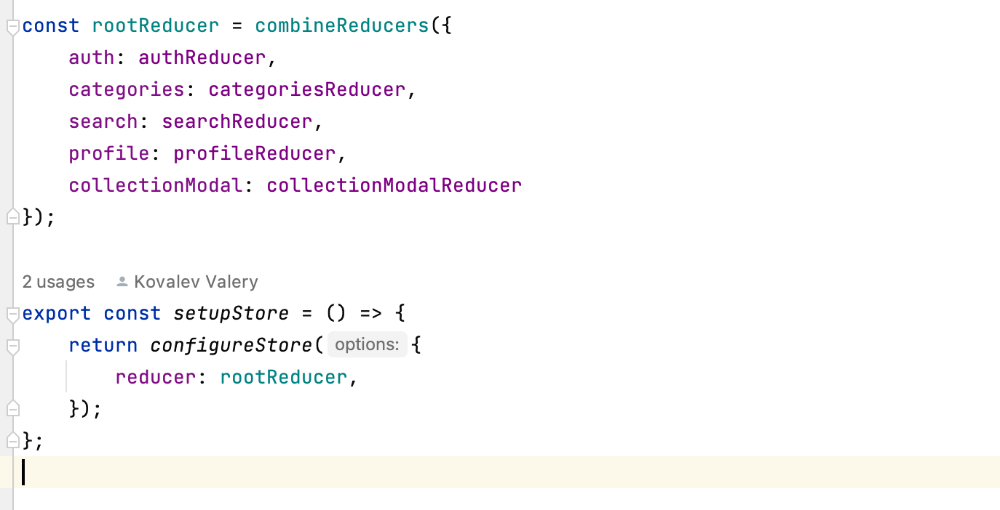 const rootReducer = combineReducers({
    auth: authReducer,
    categories: categoriesReducer,
    search: searchReducer,
    profile: profileReducer,
    collectionModal: collectionModalReducer
});
2 usages Kovalev Valery
export const setupStore = () => {
    return configureStore( options: {
        reducer: rootReducer,
    });
};